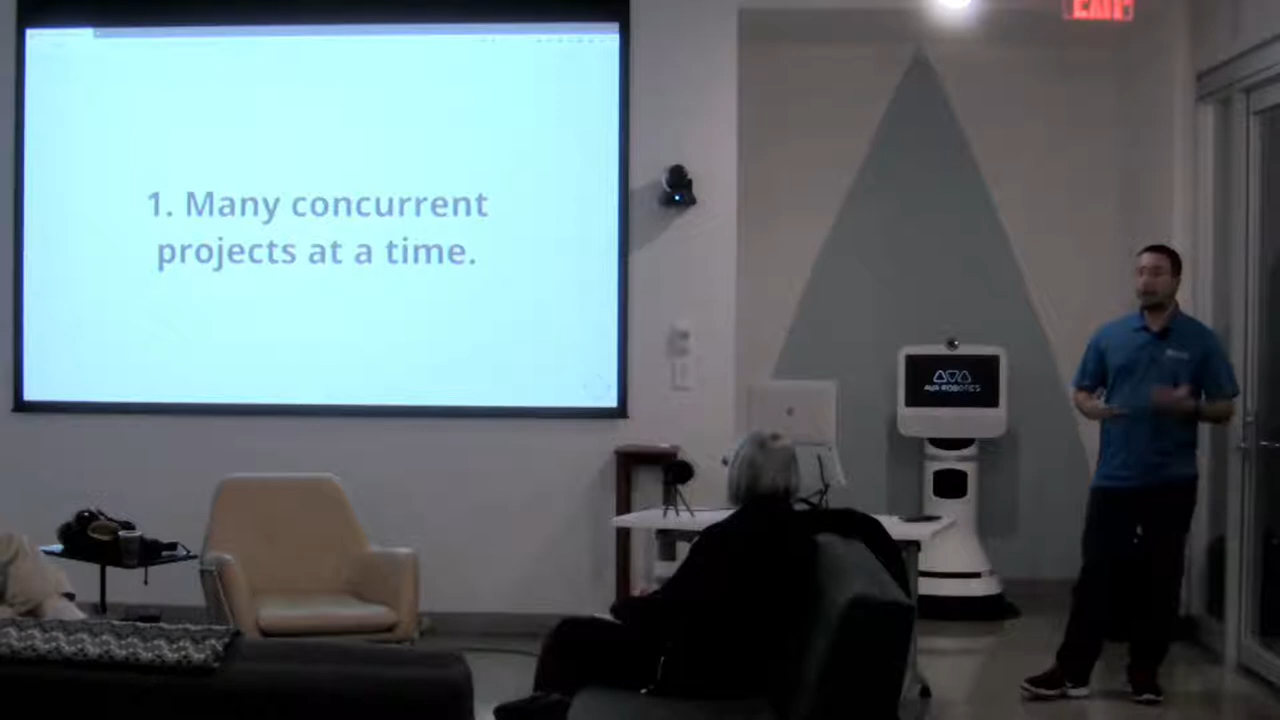 1. Many concurrent
projects at a time.
EXIT
AVA ROBOTICS